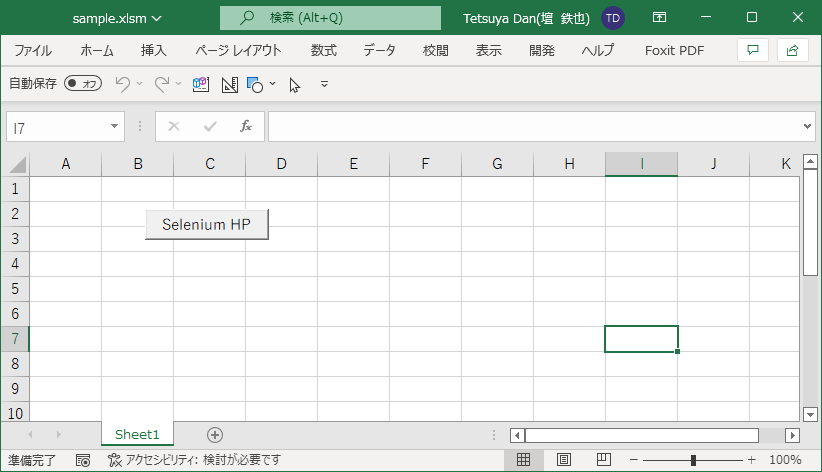 sample.xlsm
検索 (Alt+Q)
Tetsuya Dan(壇 鉄也)
TD
ファイル ホーム 挿入 ページ レイアウト 数式 データ 校閲 表示 開発 ヘルプ Foxit PDF
自動保存 オフ
I7
fx
A B C D E F G H I J K
1
2
Selenium HP
3
4
5
6
7
8
9
10
Sheet1
準備完了 アクセシビリティ: 検討が必要です 100%